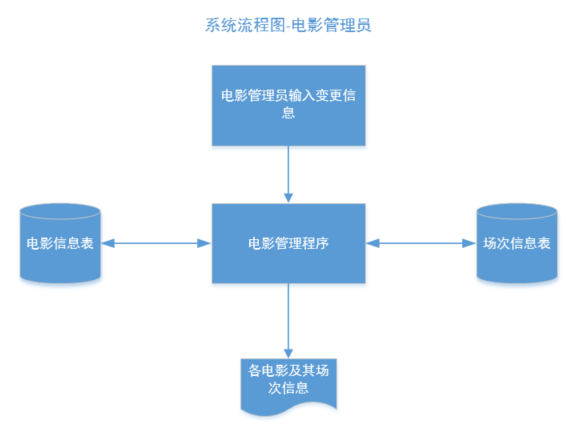 系统流程图-电影管理员
电影管理员输入变更信
息
电影信息表
电影管理程序
场次信息表
各电影及其场
次信息